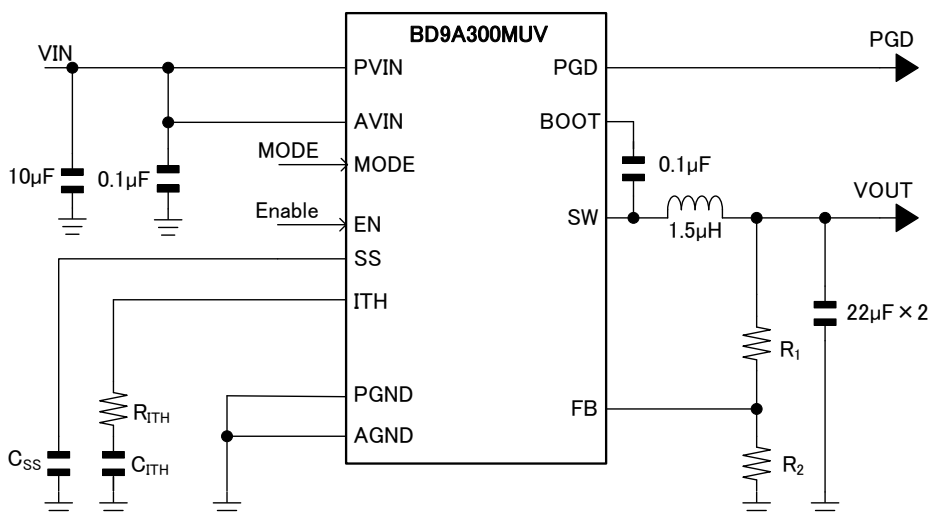 BD9A300MUV
VIN
PVIN
PGD
PGD
AVIN
BOOT
MODE
MODE
10µF
0.1µF
0.1µF
VOUT
Enable
EN
SW
1.5µH
SS
ITH
22µF × 2
R1
RITH
PGND
FB
AGND
CSS
CITH
R2